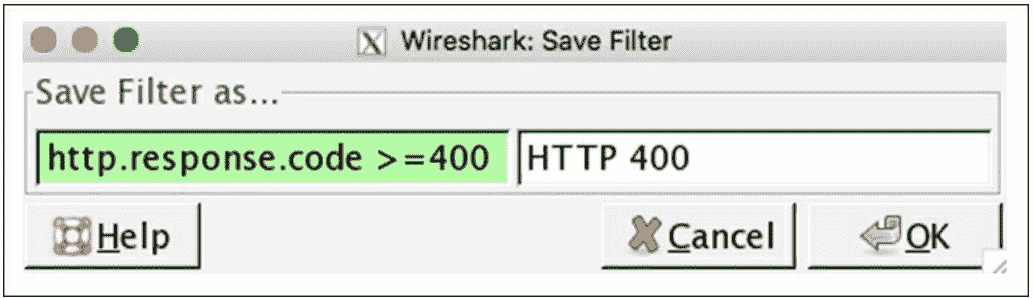 Wireshark: Save Filter
Save Filter as...
http.response.code >=400 HTTP 400
Help Cancel OK